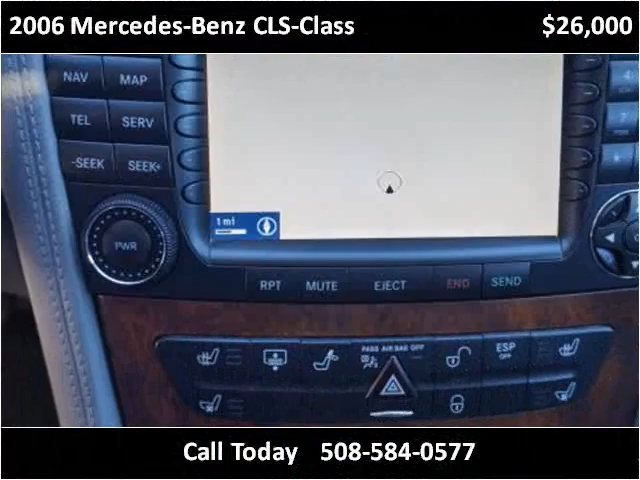 2006 Mercedes-Benz CLS-Class $26,000
NAV MAP
TEL SERV
-SEEK SEEK+
1 mi
PWR
RPT MUTE EJECT END SEND
PASS AIR BAG OFF
ESP
OFF
Call Today 508-584-0577